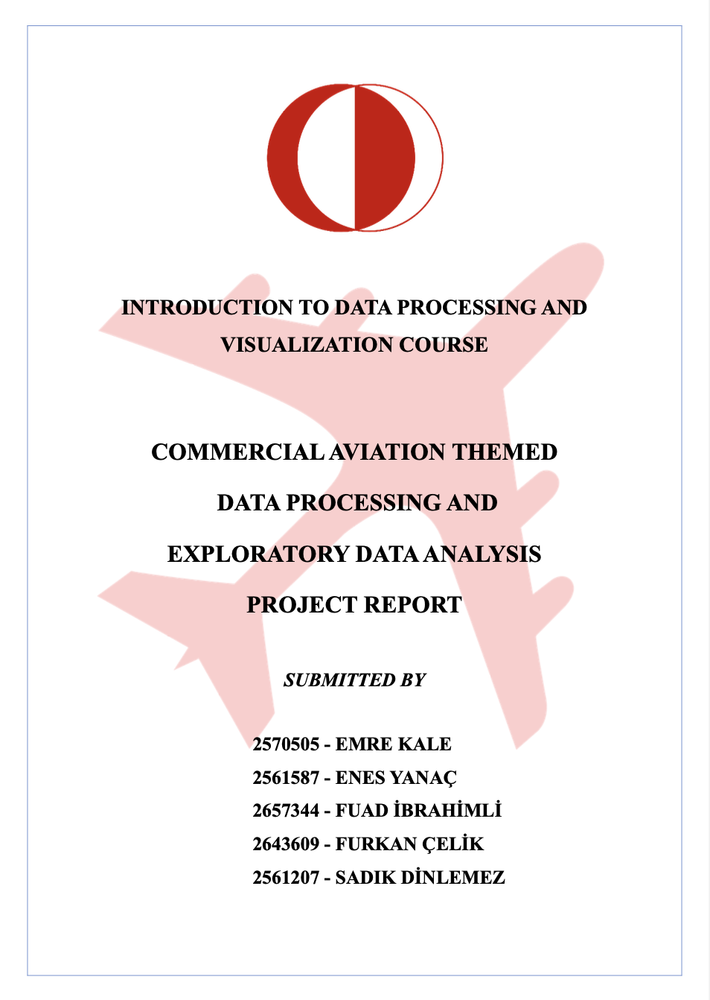 INTRODUCTION TO DATA PROCESSING AND
VISUALIZATION COURSE
COMMERCIAL AVIATION THEMED
DATA PROCESSING AND
EXPLORATORY DATA ANALYSIS
PROJECT REPORT
SUBMITTED BY
2570505 - EMRE KALE
2561587 - ENES YANAÇ
2657344 - FUAD İBRAHİMLİ
2643609 - FURKAN ÇELİK
2561207 - SADIK DİNLEMEZ